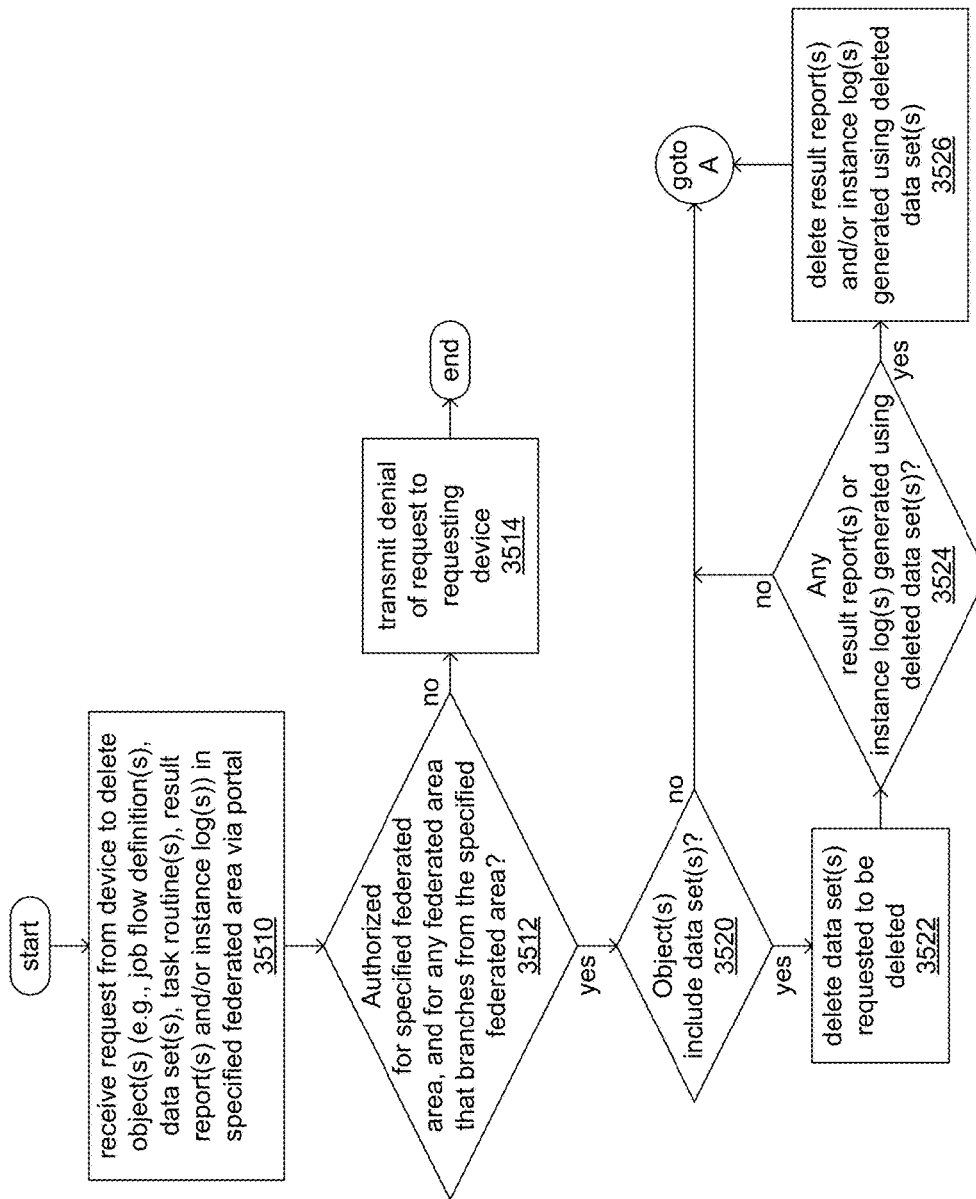 start
receive request from device to delete
object(s) (e.g., job flow definition(s),
data set(s), task routine(s), result
report(s) and/or instance log(s)) in
specified federated area via portal
3510
Authorized
for specified federated
area, and for any federated area
that branches from the specified
federated area?
3512
no
transmit denial
of request to
requesting
device
3514
end
yes
Object(s)
include data set(s)?
3520
no
yes
delete data set(s)
requested to be
deleted
3522
Any
result report(s) or
instance log(s) generated using
deleted data set(s)?
3524
no
yes
delete result report(s)
and/or instance log(s)
generated using deleted
data set(s)
3526
goto
A